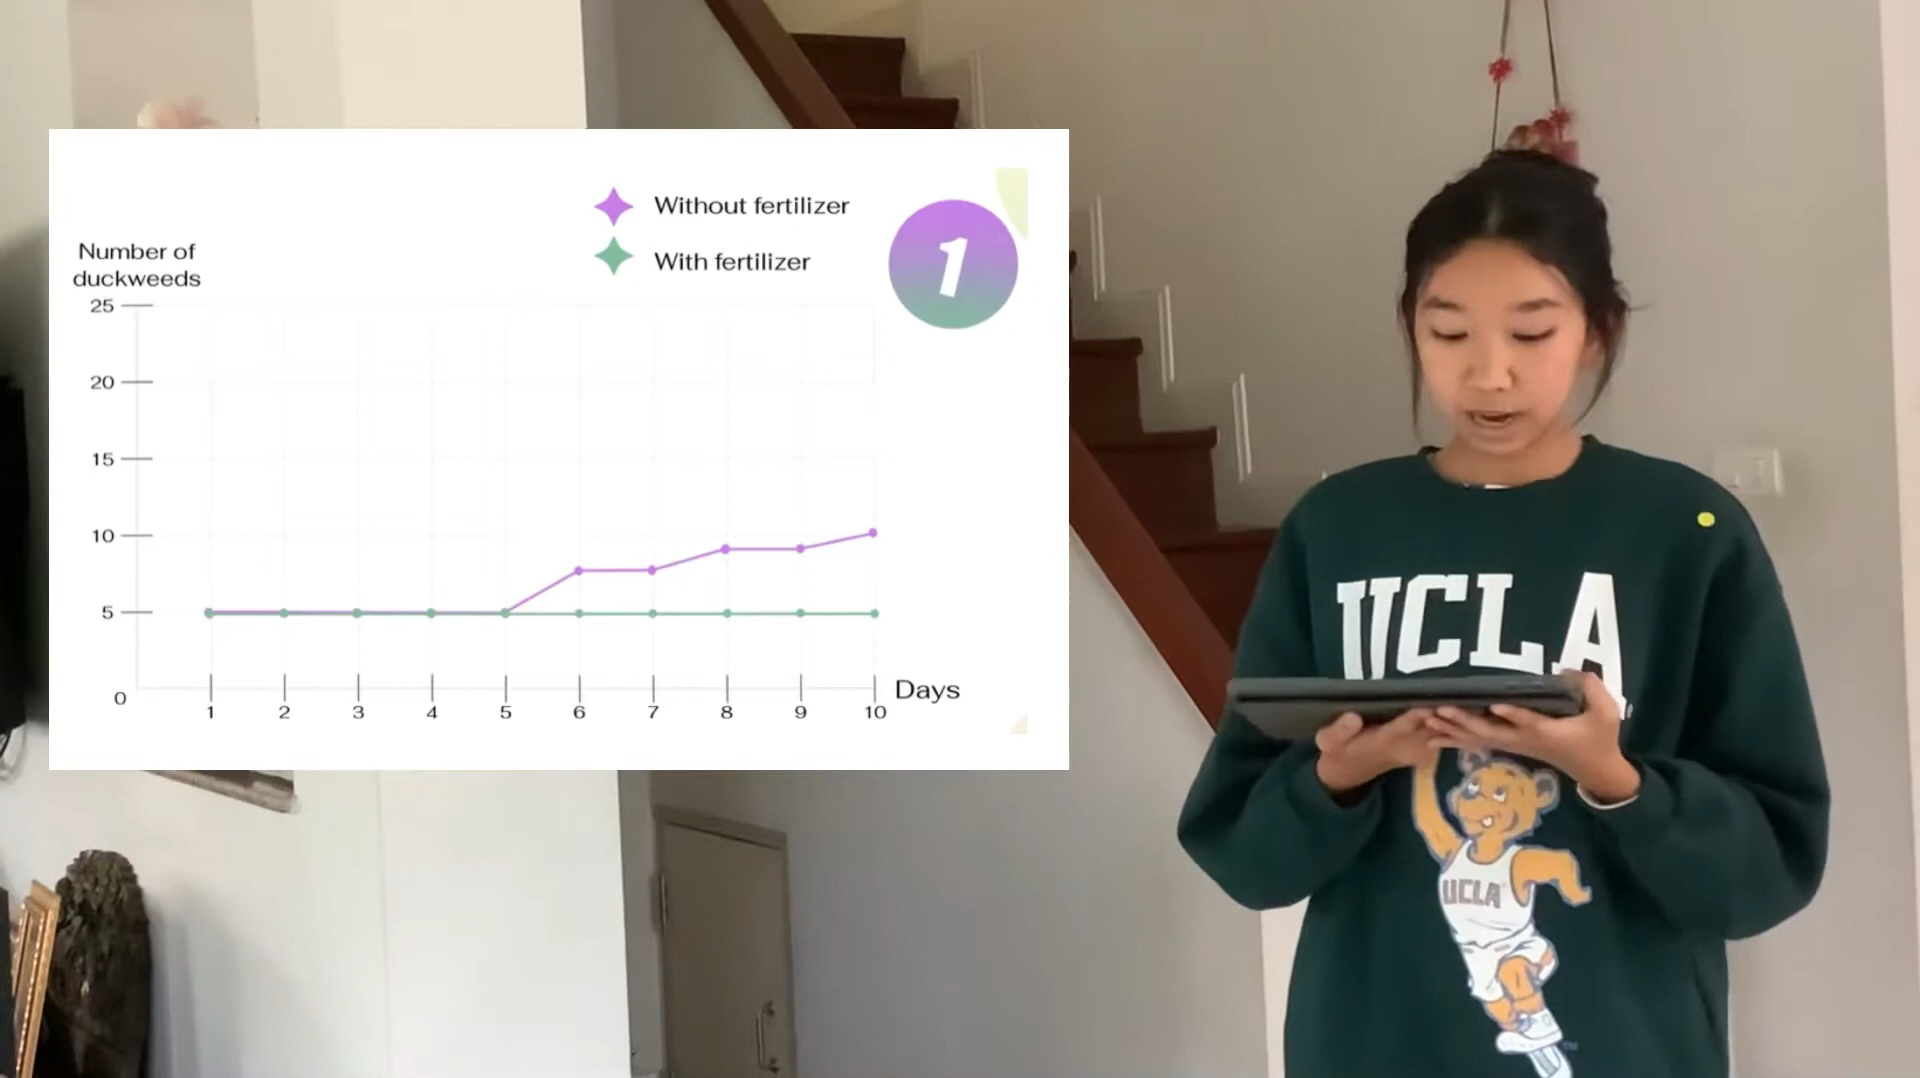 Without fertilizer
With fertilizer
1
Number of
duckweeds
25
20
15
10
5
0
1 2 3 4 5 6 7 8 9 10
Days
UCLA
UCLA
TM